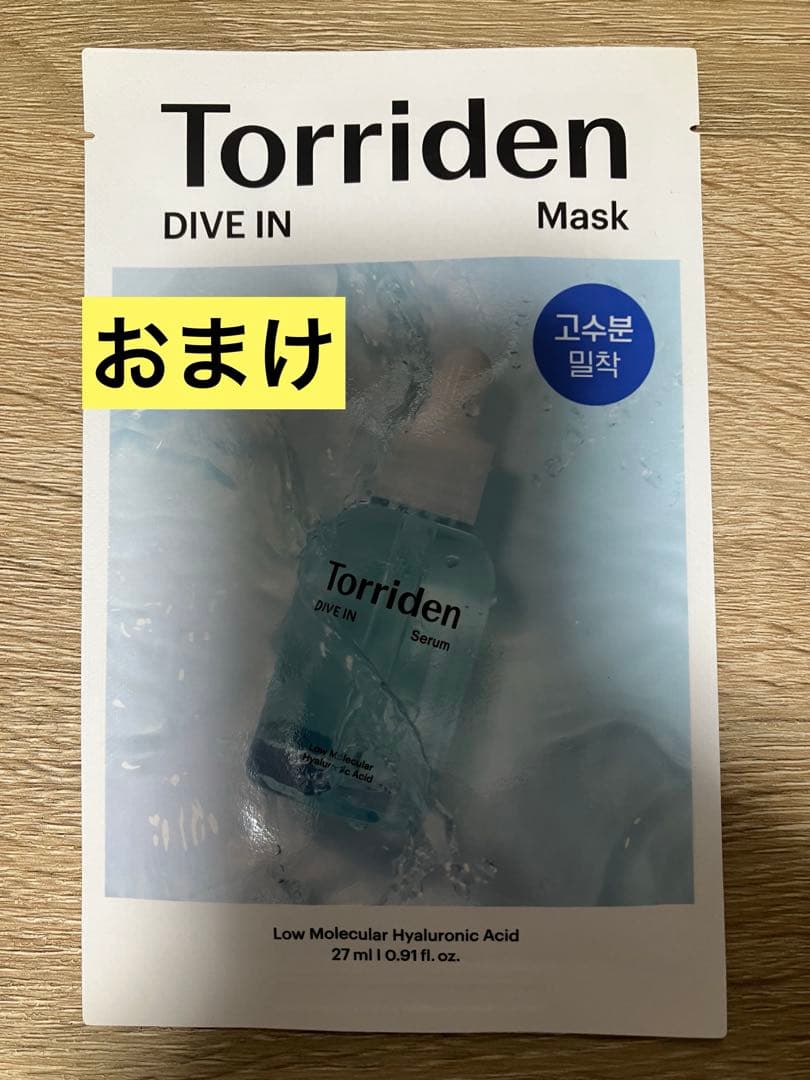 Torriden
DIVE IN
Mask
おまけ
고수분
밀착
Torriden
DIVE IN
Serum
Low Molecular
Hyaluronic Acid
Low Molecular Hyaluronic Acid
27 ml I 0.91 fl. oz.